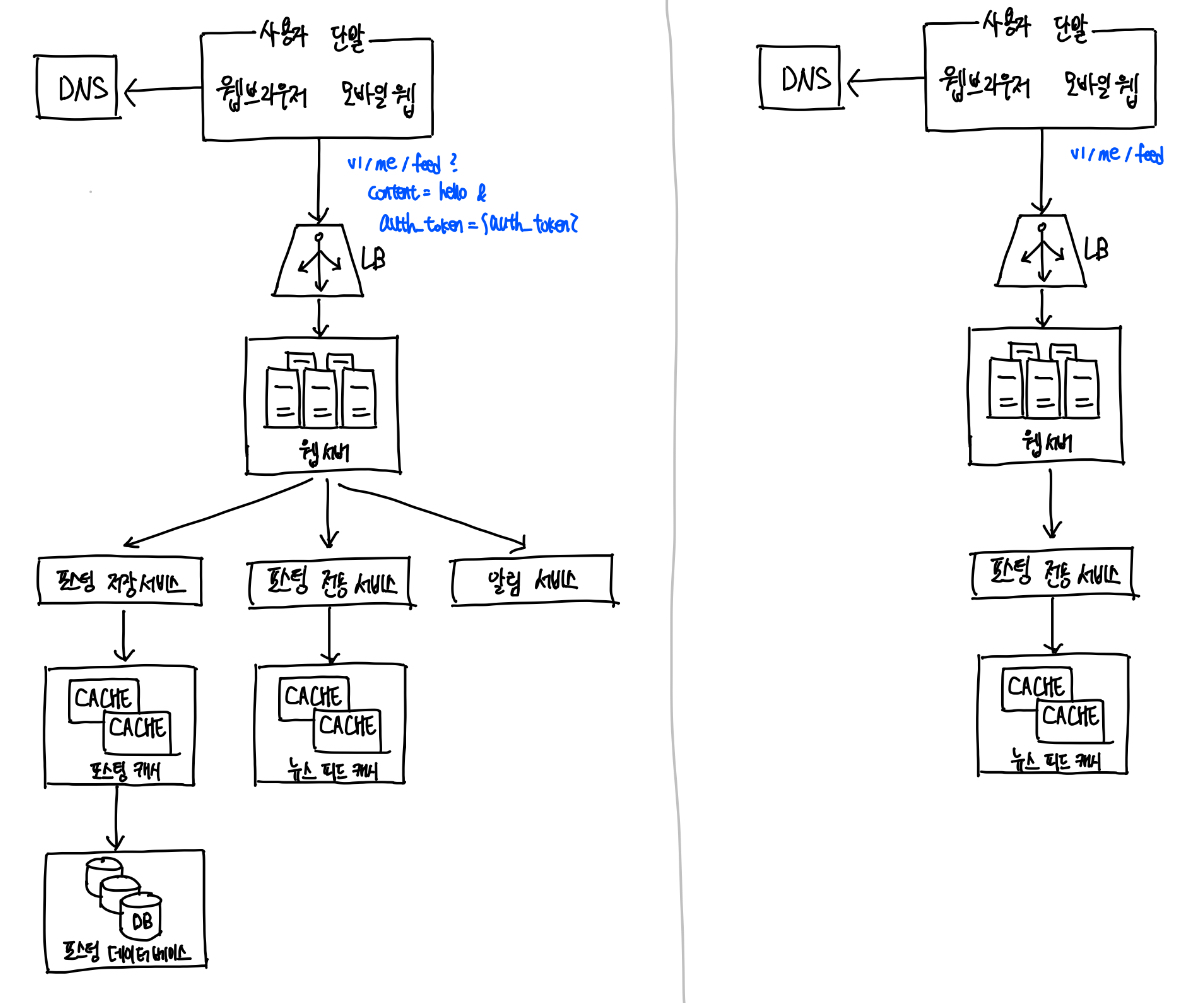 사용자 단말
DNS
웹브라우저 모바일 웹
v1/me/feed?
content=hello &
auth_token={auth_token}
LB
웹서버
포스팅 저장서비스
포스팅 전송 서비스
알림 서비스
CACHE
CACHE
포스팅 캐시
CACHE
CACHE
뉴스 피드 캐시
DB
포스팅 데이터베이스
사용자 단말
DNS
웹브라우저 모바일 웹
v1/me/feed
LB
웹서버
포스팅 전송 서비스
CACHE
CACHE
뉴스 피드 캐시